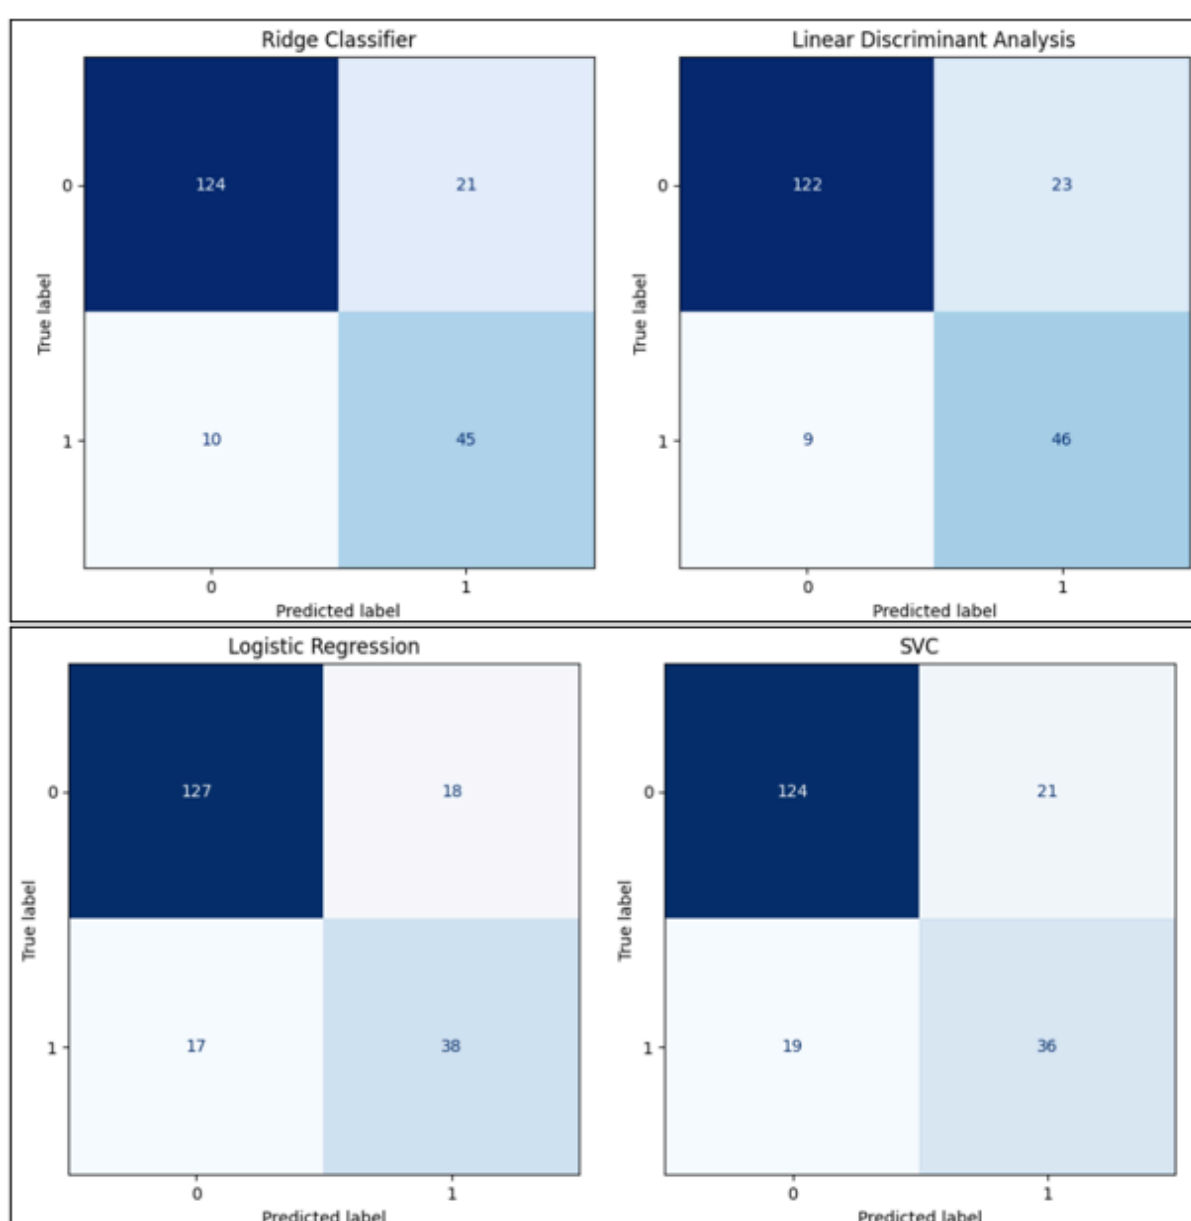 Ridge Classifier
Linear Discriminant Analysis
True label
0
124
21
1
10
45
0
1
Predicted label
True label
0
122
23
1
9
46
0
1
Predicted label
Logistic Regression
SVC
True label
0
127
18
1
17
38
0
1
Predicted label
True label
0
124
21
1
19
36
0
1
Predicted label